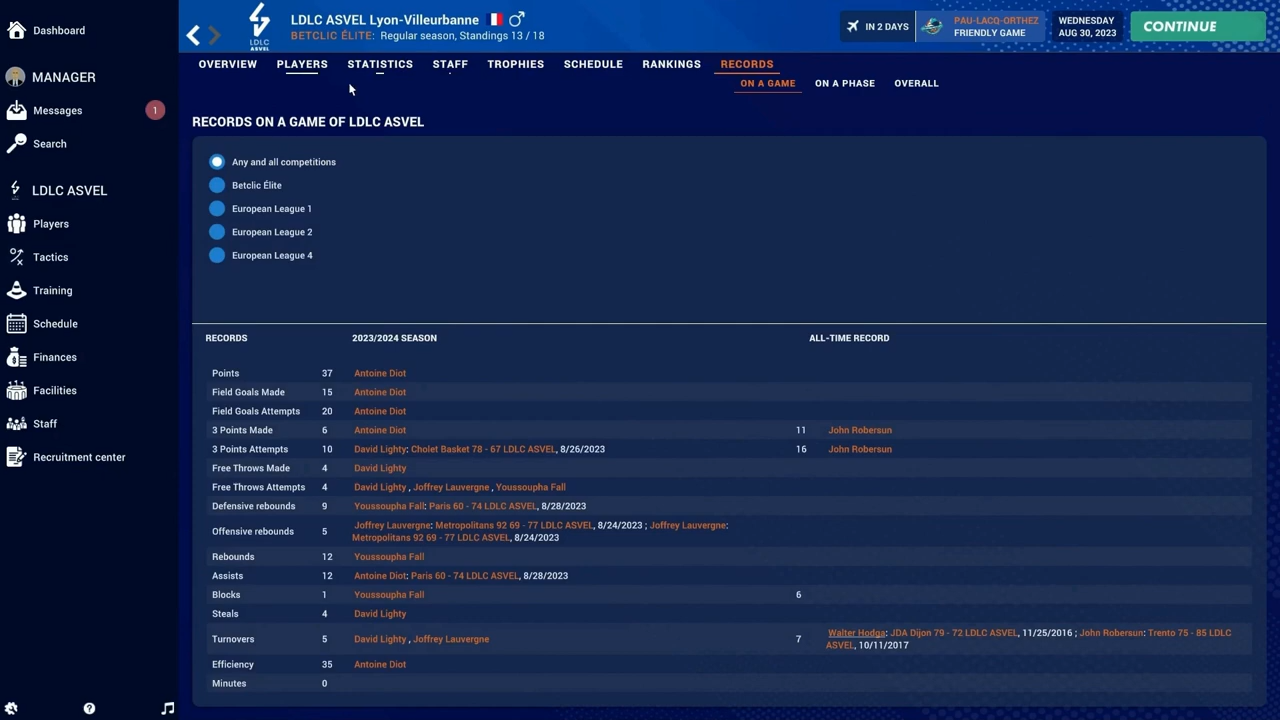 Dashboard
LDLC ASVEL
LDLC ASVEL Lyon-Villeurbanne
BETCLIC ÉLITE: Regular season, Standings 13 / 18
IN 2 DAYS
PAU-LACQ-ORTHEZ
FRIENDLY GAME
WEDNESDAY
AUG 30, 2023
CONTINUE
OVERVIEW PLAYERS STATISTICS STAFF TROPHIES SCHEDULE RANKINGS RECORDS
ON A GAME ON A PHASE OVERALL
MANAGER
Messages 1
Search
LDLC ASVEL
Players
Tactics
Training
Schedule
Finances
Facilities
Staff
Recruitment center
RECORDS ON A GAME OF LDLC ASVEL
Any and all competitions
Betclic Élite
European League 1
European League 2
European League 4
RECORDS 2023/2024 SEASON ALL-TIME RECORD
Points 37 Antoine Diot
Field Goals Made 15 Antoine Diot
Field Goals Attempts 20 Antoine Diot
3 Points Made 6 Antoine Diot 11 John Robersun
3 Points Attempts 10 David Lighty: Cholet Basket 78 - 67 LDLC ASVEL, 8/26/2023 16 John Robersun
Free Throws Made 4 David Lighty
Free Throws Attempts 4 David Lighty , Joffrey Lauvergne , Youssoupha Fall
Defensive rebounds 9 Youssoupha Fall: Paris 60 - 74 LDLC ASVEL, 8/28/2023
Offensive rebounds 5 Joffrey Lauvergne: Metropolitans 92 69 - 77 LDLC ASVEL, 8/24/2023 ; Joffrey Lauvergne:
Metropolitans 92 69 - 77 LDLC ASVEL, 8/24/2023
Rebounds 12 Youssoupha Fall
Assists 12 Antoine Diot: Paris 60 - 74 LDLC ASVEL, 8/28/2023
Blocks 1 Youssoupha Fall 6
Steals 4 David Lighty
Turnovers 5 David Lighty , Joffrey Lauvergne 7 Walter Hodga: JDA Dijon 79 - 72 LDLC ASVEL, 11/25/2016 ; John Robersun: Trento 75 - 85 LDLC
ASVEL, 10/11/2017
Efficiency 35 Antoine Diot
Minutes 0